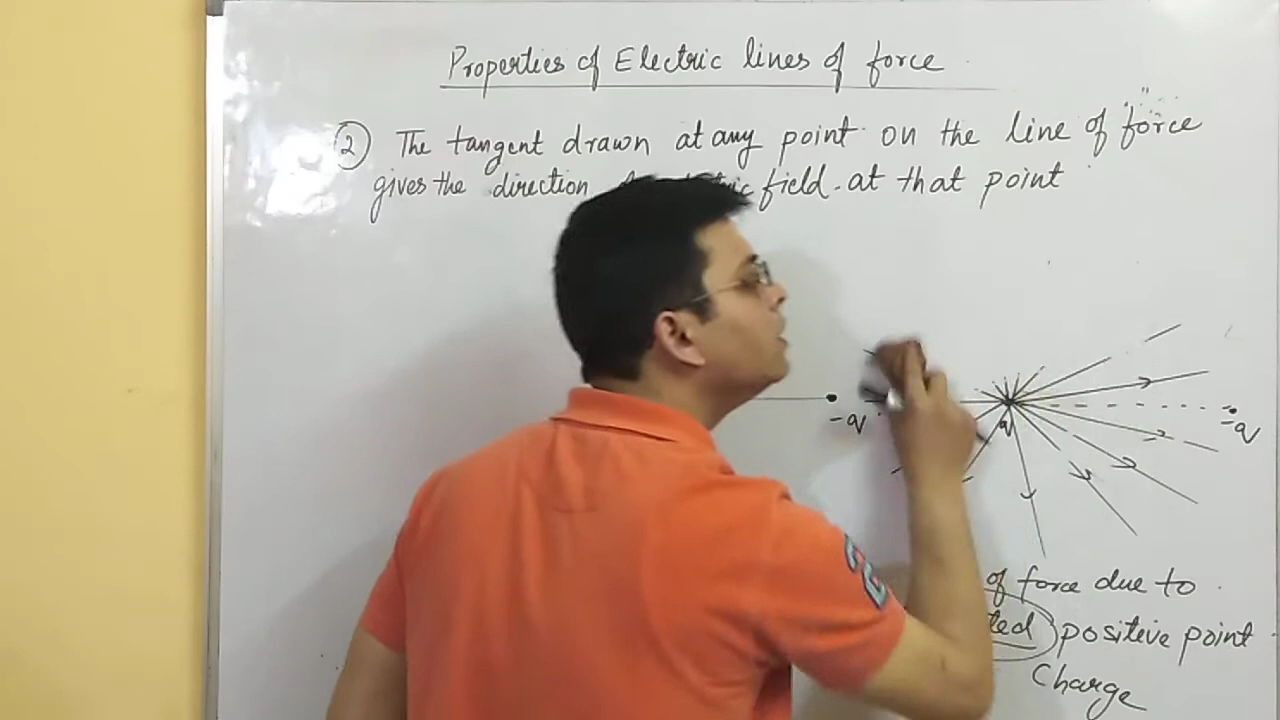 Properties of Electric lines of force
② The tangent drawn at any point on the line of force
gives the direction field at that point
-q
q
-q
of force due to
positive point
Charge
2